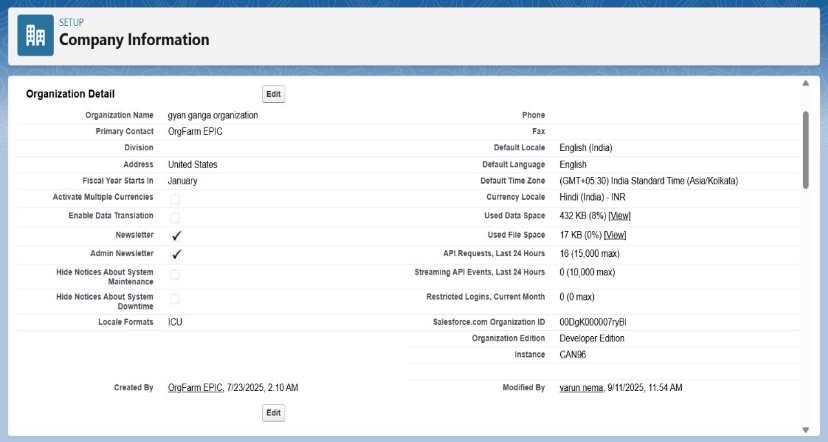 SETUP
Company Information
Organization Detail
Edit
Organization Name gyan ganga organization
Phone
Primary Contact OrgFarm EPIC
Fax
Division
Default Locale English (India)
Address United States
Default Language English
Fiscal Year Starts In January
Default Time Zone (GMT+05:30) India Standard Time (Asia/Kolkata)
Activate Multiple Currencies
Currency Locale Hindi (India) - INR
Enable Data Translation
Used Data Space 432 KB (8%) [View]
Newsletter ✓
Used File Space 17 KB (0%) [View]
Admin Newsletter ✓
API Requests, Last 24 Hours 16 (15,000 max)
Hide Notices About System
Maintenance
Streaming API Events, Last 24 Hours 0 (10,000 max)
Hide Notices About System
Downtime
Restricted Logins, Current Month 0 (0 max)
Locale Formats ICU
Salesforce.com Organization ID 00DgK000007ryBl
Organization Edition Developer Edition
Instance CAN96
Created By OrgFarm EPIC, 7/23/2025, 2:10 AM
Modified By varun nema, 9/11/2025, 11:54 AM
Edit